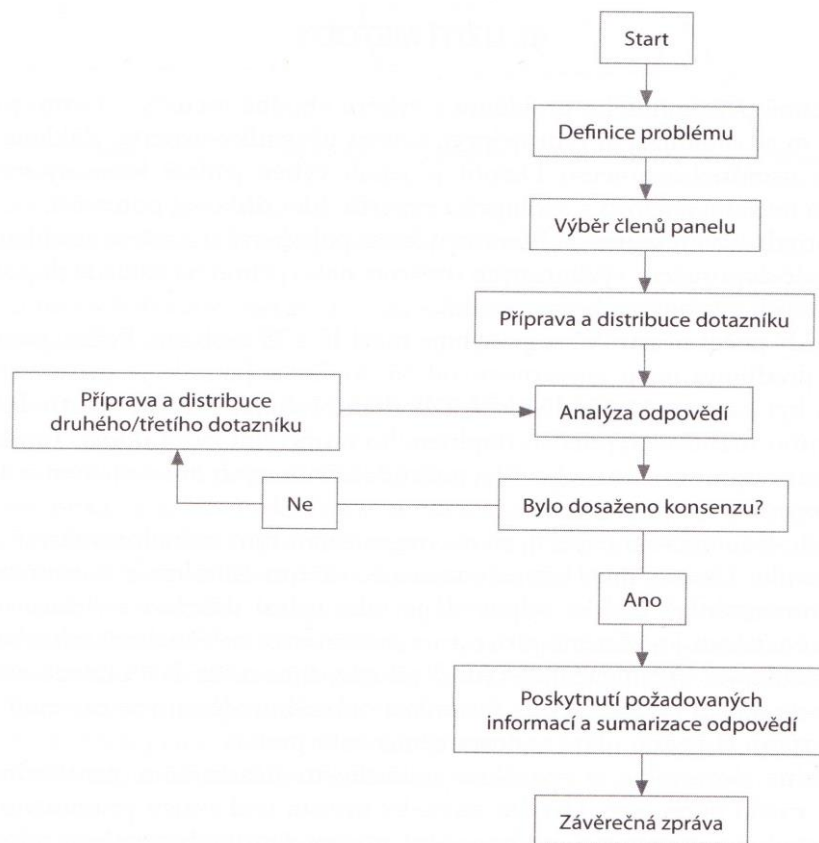 Start
Definice problému
Výběr členů panelu
Příprava a distribuce dotazníku
Příprava a distribuce
druhého/třetího dotazníku
Analýza odpovědí
Ne
Bylo dosaženo konsenzu?
Ano
Poskytnutí požadovaných
informací a sumarizace odpovědí
Závěrečná zpráva